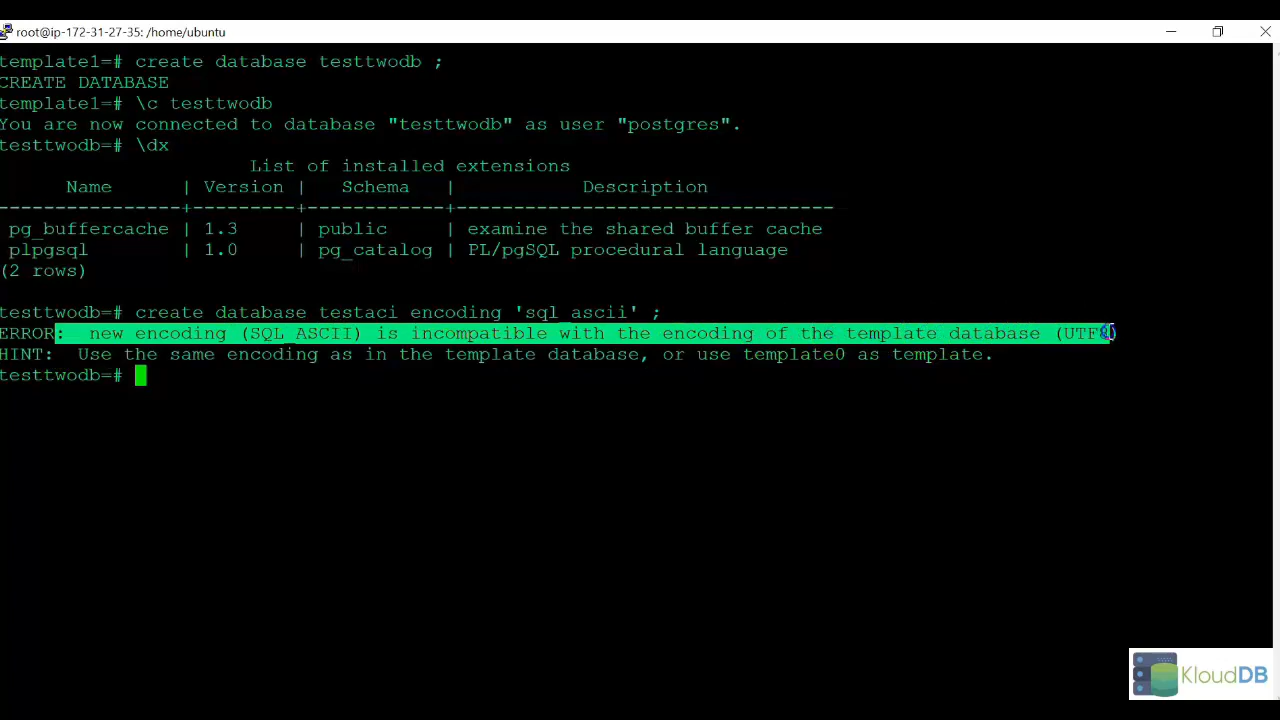 root@ip-172-31-27-35: /home/ubuntu
template1=# create database testtwodb ;
CREATE DATABASE
template1=# \c testtwodb
You are now connected to database "testtwodb" as user "postgres".
testtwodb=# \dx
List of installed extensions
Name | Version | Schema | Description
----------------+---------+------------+---------------------------------
pg_buffercache | 1.3 | public | examine the shared buffer cache
plpgsql | 1.0 | pg_catalog | PL/pgSQL procedural language
(2 rows)
testtwodb=# create database testaci encoding 'sql_ascii' ;
ERROR: new encoding (SQL_ASCII) is incompatible with the encoding of the template database (UTF8)
HINT: Use the same encoding as in the template database, or use template0 as template.
testtwodb=#
KloudDB